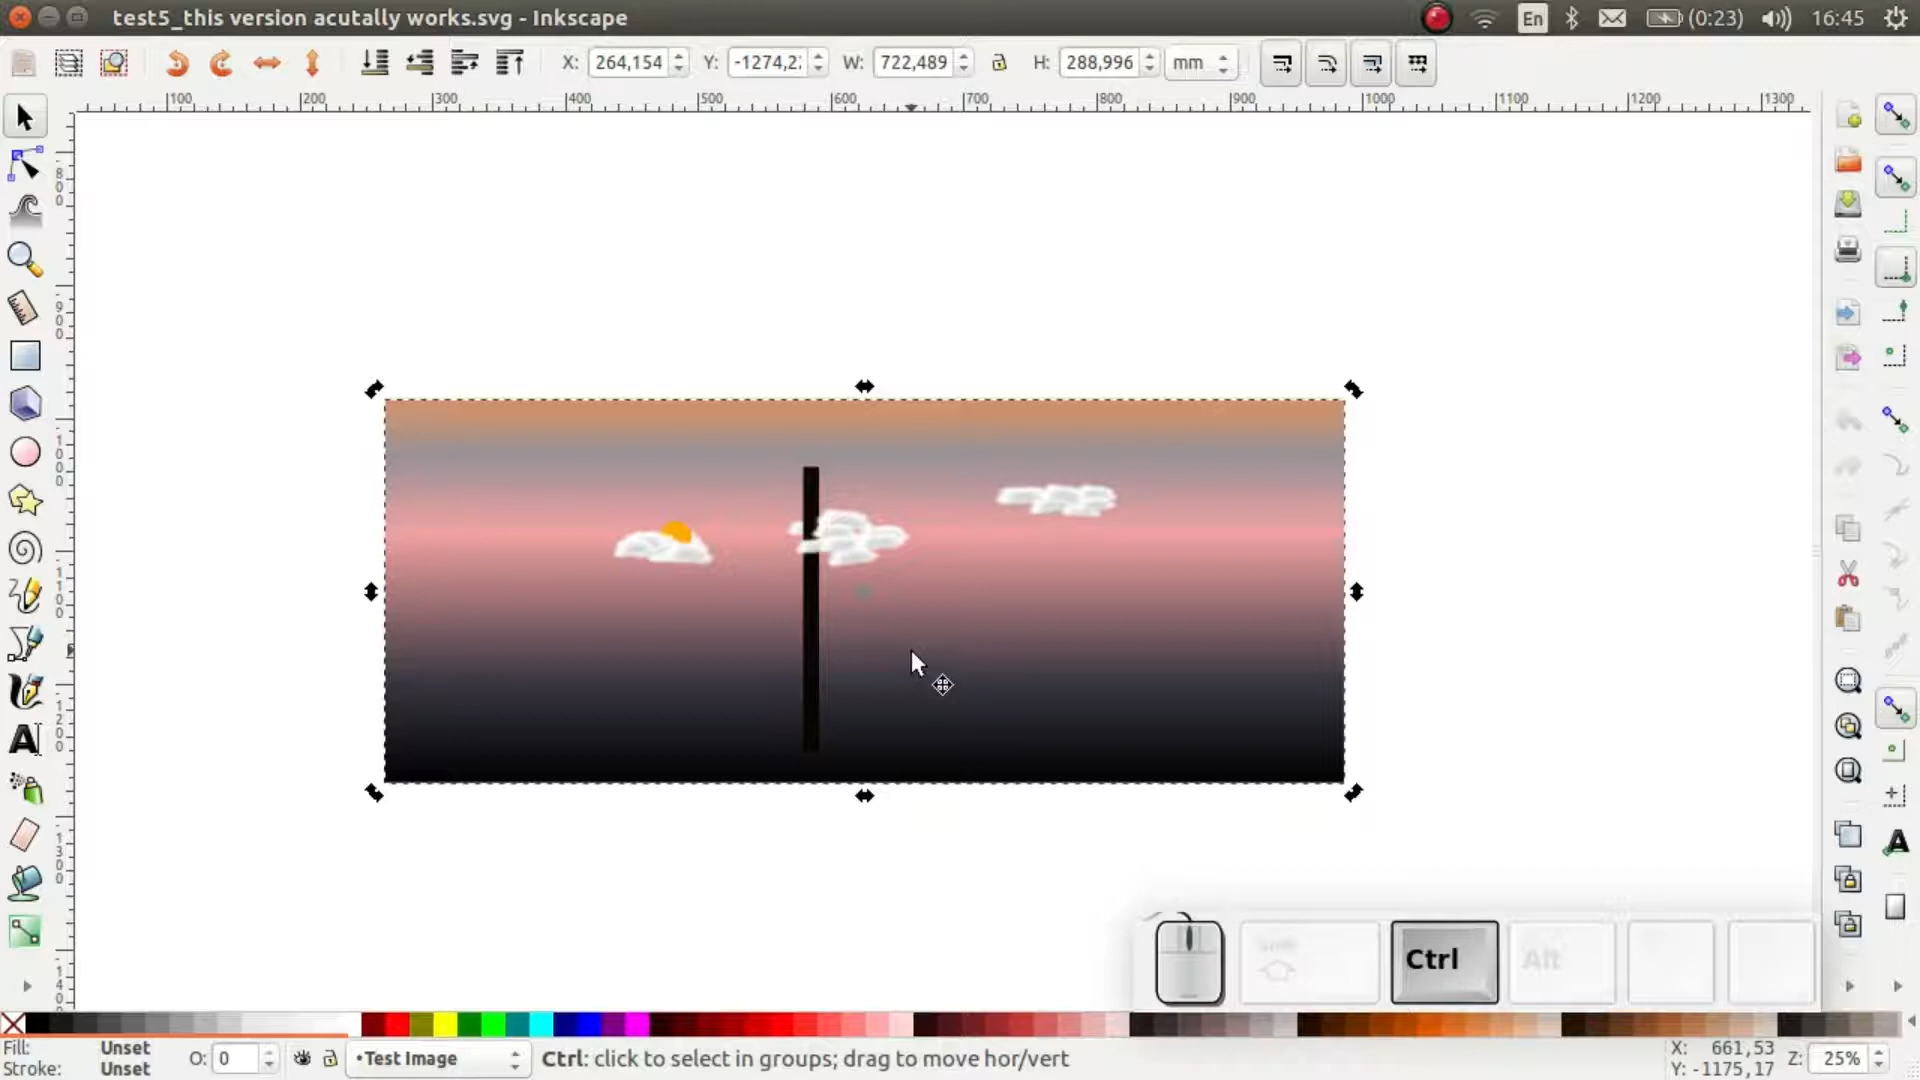 test5_this version acutally works.svg - Inkscape
En
(0:23)
16:45
X: 264,154
Y: -1274,2
W: 722,489
H: 288,996
mm
100
200
300
400
500
600
700
800
900
1000
1100
1200
1300
Ctrl
Alt
Fill: Unset
Stroke: Unset
O: 0
•Test Image
Ctrl: click to select in groups; drag to move hor/vert
X: 661,53
Y: -1175,17
Z: 25%